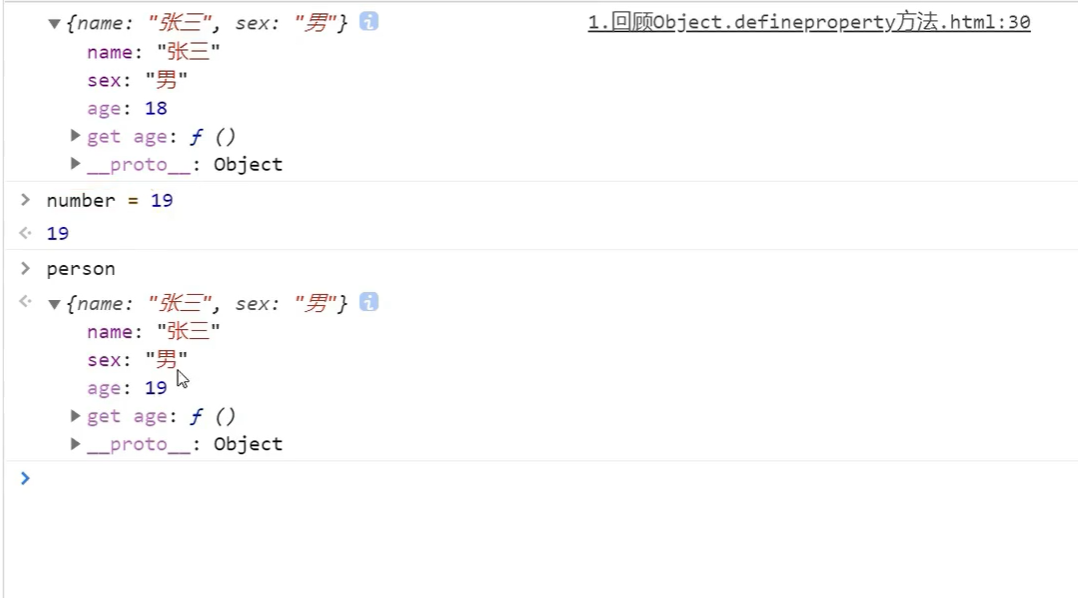 {name: "张三", sex: "男"} 1.回顾Object.defineproperty方法.html:30
name: "张三"
sex: "男"
age: 18
get age: ƒ ()
__proto__: Object
number = 19
19
person
{name: "张三", sex: "男"}
name: "张三"
sex: "男"
age: 19
get age: ƒ ()
__proto__: Object